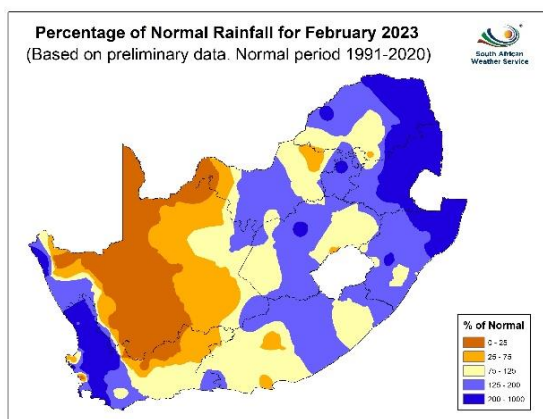 Percentage of Normal Rainfall for February 2023
(Based on preliminary data. Normal period 1991-2020)
South African
Weather Service
% of Normal
0 - 25
25 - 75
75 - 125
125 - 200
200 - 1000